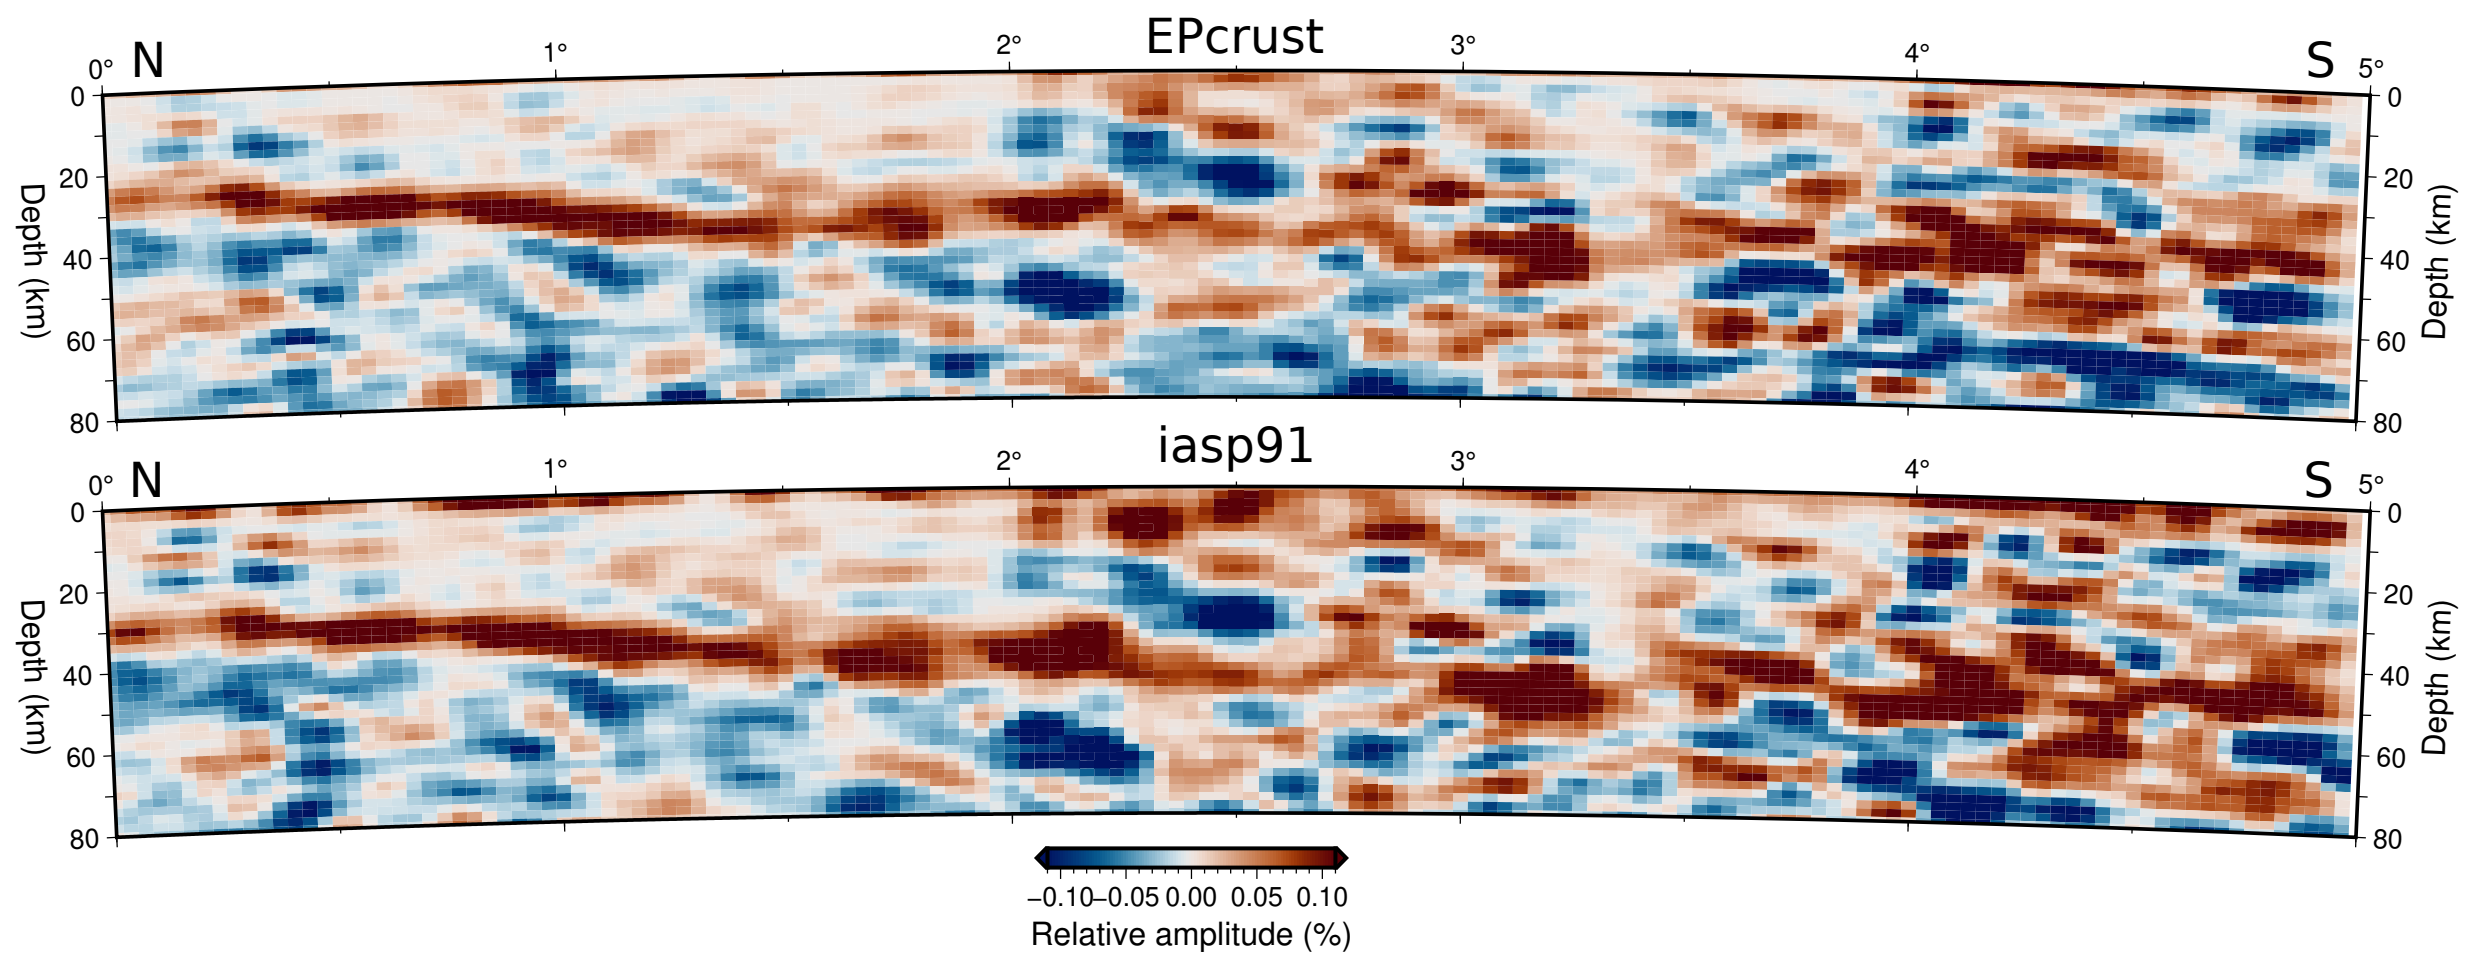 EPcrust
N
S
0°
1°
2°
3°
4°
5°
0
20
40
60
80
Depth (km)
0
20
40
60
80
Depth (km)
iasp91
N
S
0°
1°
2°
3°
4°
5°
0
20
40
60
80
Depth (km)
0
20
40
60
80
Depth (km)
−0.10 −0.05 0.00 0.05 0.10
Relative amplitude (%)